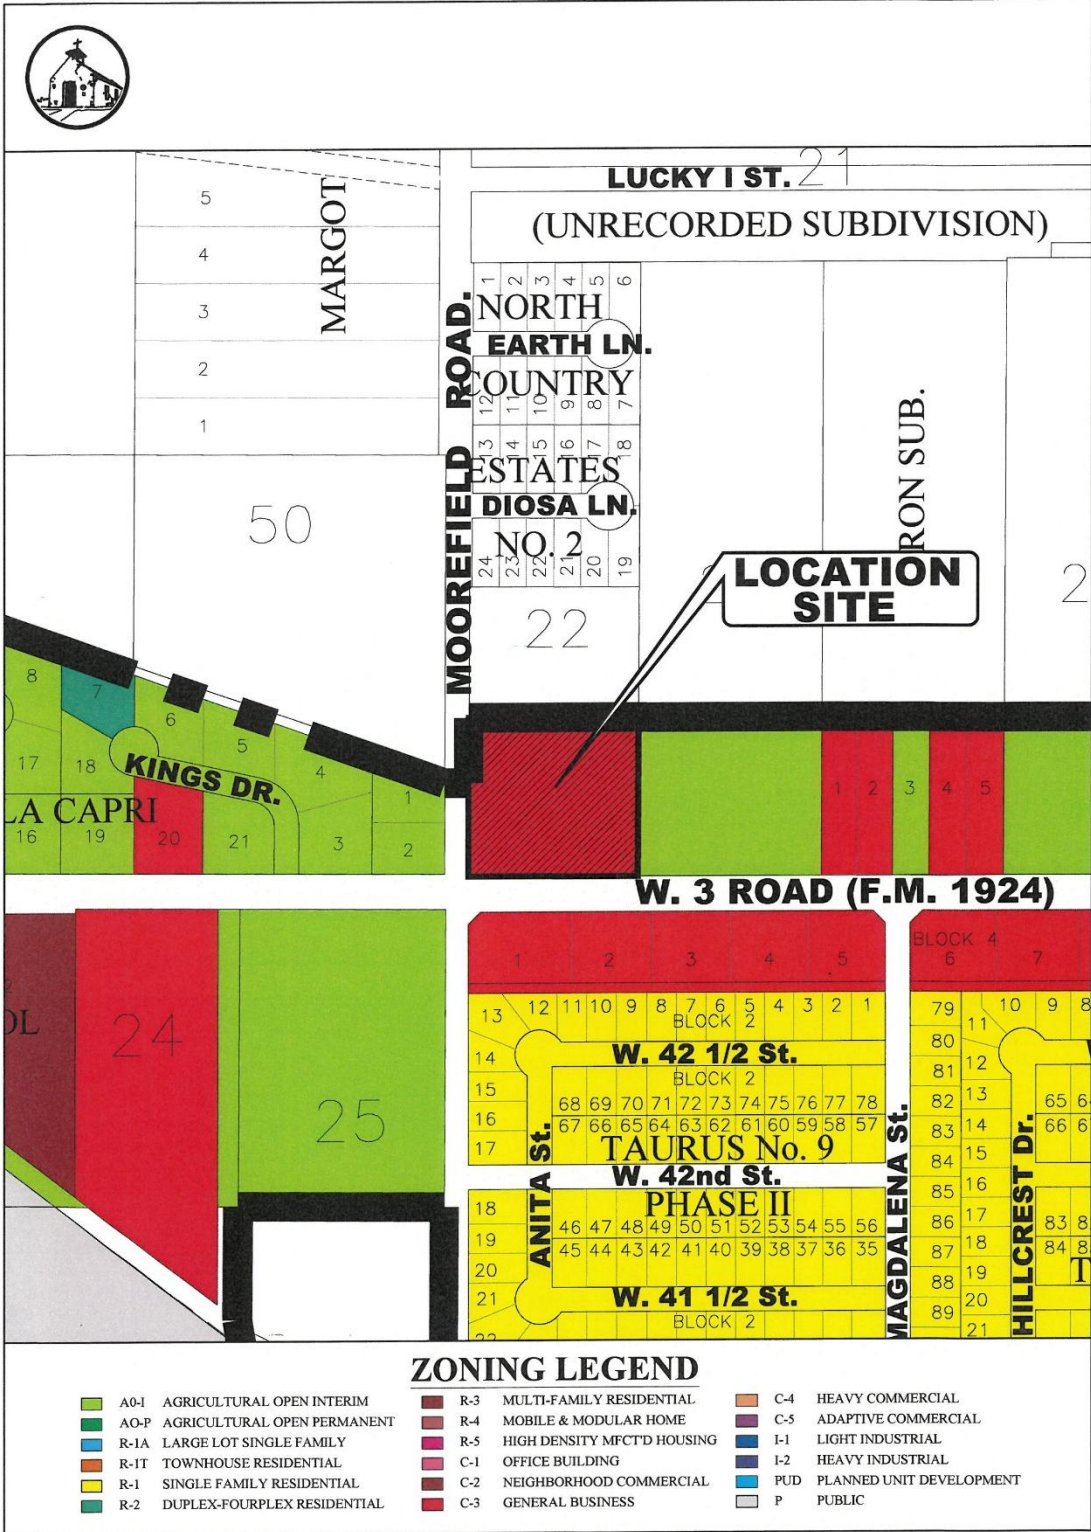 21
LUCKY I ST.
(UNRECORDED SUBDIVISION)
MARGOT
5
4
3
2
1
1 2 3 4 5 6
NORTH
EARTH LN.
COUNTRY
12 11 10 9 8 7
13 14 15 16 17 18
ESTATES
DIOSA LN.
NO. 2
24 23 22 21 20 19
MOOREFIELD ROAD.
50
22
RON SUB.
LOCATION
SITE
2
8
7
6
5
4
1
17
18
KINGS DR.
LA CAPRI
16
19
20
21
3
2
1 2 3 4 5
W. 3 ROAD (F.M. 1924)
OL
24
25
1 2 3 4 5
BLOCK 4
6 7
13 12 11 10 9 8 7 6 5 4 3 2 1
BLOCK 2
14
W. 42 1/2 St.
BLOCK 2
15
68 69 70 71 72 73 74 75 76 77 78
16
67 66 65 64 63 62 61 60 59 58 57
17
TAURUS No. 9
W. 42nd St.
PHASE II
18
46 47 48 49 50 51 52 53 54 55 56
19
45 44 43 42 41 40 39 38 37 36 35
20
21
W. 41 1/2 St.
BLOCK 2
ANITA St.
MAGDALENA St.
79
80
81
82
83
84
85
86
87
88
89
10 9 8
11
12
13
14
15
16
17
18
19
20
21
HILLCREST Dr.
65
66
83
84
T
ZONING LEGEND
A0-I AGRICULTURAL OPEN INTERIM
AO-P AGRICULTURAL OPEN PERMANENT
R-1A LARGE LOT SINGLE FAMILY
R-1T TOWNHOUSE RESIDENTIAL
R-1 SINGLE FAMILY RESIDENTIAL
R-2 DUPLEX-FOURPLEX RESIDENTIAL
R-3 MULTI-FAMILY RESIDENTIAL
R-4 MOBILE & MODULAR HOME
R-5 HIGH DENSITY MFCT'D HOUSING
C-1 OFFICE BUILDING
C-2 NEIGHBORHOOD COMMERCIAL
C-3 GENERAL BUSINESS
C-4 HEAVY COMMERCIAL
C-5 ADAPTIVE COMMERCIAL
I-1 LIGHT INDUSTRIAL
I-2 HEAVY INDUSTRIAL
PUD PLANNED UNIT DEVELOPMENT
P PUBLIC